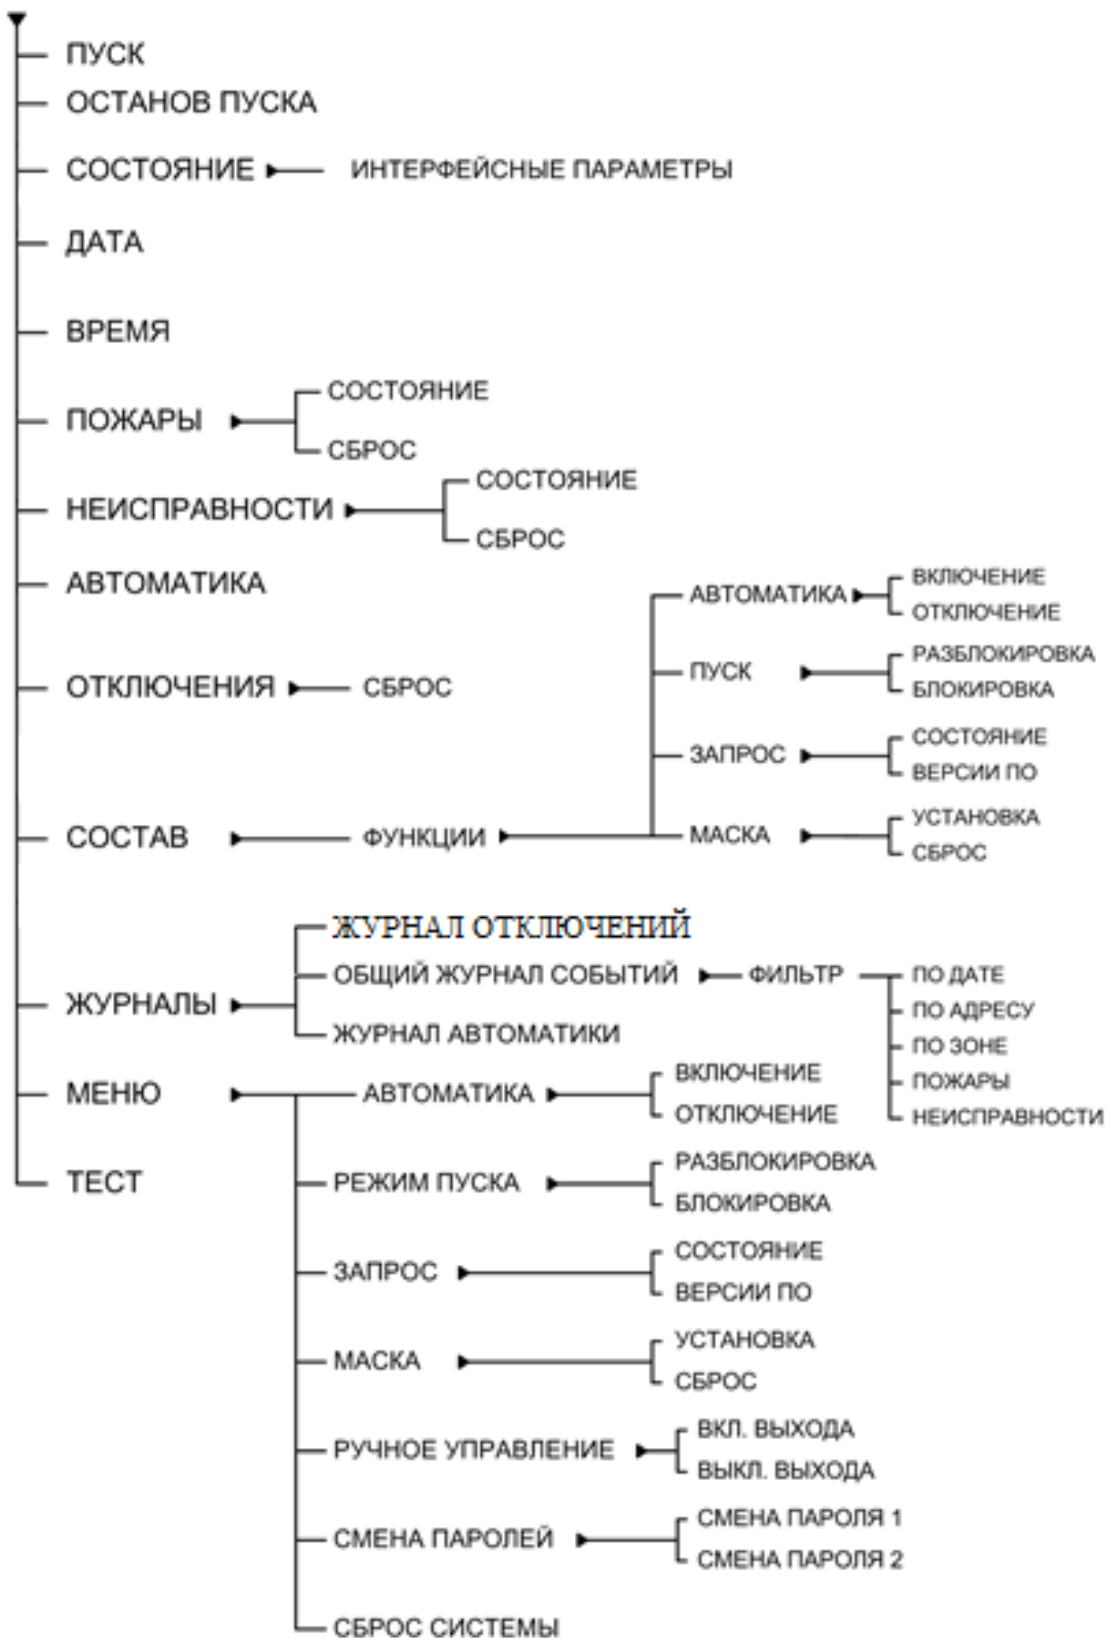 ПУСК
ОСТАНОВ ПУСКА
СОСТОЯНИЕ
ИНТЕРФЕЙСНЫЕ ПАРАМЕТРЫ
ДАТА
ВРЕМЯ
ПОЖАРЫ
СОСТОЯНИЕ
СБРОС
НЕИСПРАВНОСТИ
СОСТОЯНИЕ
СБРОС
АВТОМАТИКА
ОТКЛЮЧЕНИЯ
СБРОС
СОСТАВ
ФУНКЦИИ
АВТОМАТИКА
ВКЛЮЧЕНИЕ
ОТКЛЮЧЕНИЕ
ПУСК
РАЗБЛОКИРОВКА
БЛОКИРОВКА
ЗАПРОС
СОСТОЯНИЕ
ВЕРСИИ ПО
МАСКА
УСТАНОВКА
СБРОС
ЖУРНАЛЫ
ЖУРНАЛ ОТКЛЮЧЕНИЙ
ОБЩИЙ ЖУРНАЛ СОБЫТИЙ
ФИЛЬТР
ПО ДАТЕ
ПО АДРЕСУ
ПО ЗОНЕ
ПОЖАРЫ
НЕИСПРАВНОСТИ
ЖУРНАЛ АВТОМАТИКИ
МЕНЮ
АВТОМАТИКА
ВКЛЮЧЕНИЕ
ОТКЛЮЧЕНИЕ
РЕЖИМ ПУСКА
РАЗБЛОКИРОВКА
БЛОКИРОВКА
ЗАПРОС
СОСТОЯНИЕ
ВЕРСИИ ПО
МАСКА
УСТАНОВКА
СБРОС
РУЧНОЕ УПРАВЛЕНИЕ
ВКЛ. ВЫХОДА
ВЫКЛ. ВЫХОДА
СМЕНА ПАРОЛЕЙ
СМЕНА ПАРОЛЯ 1
СМЕНА ПАРОЛЯ 2
СБРОС СИСТЕМЫ
ТЕСТ